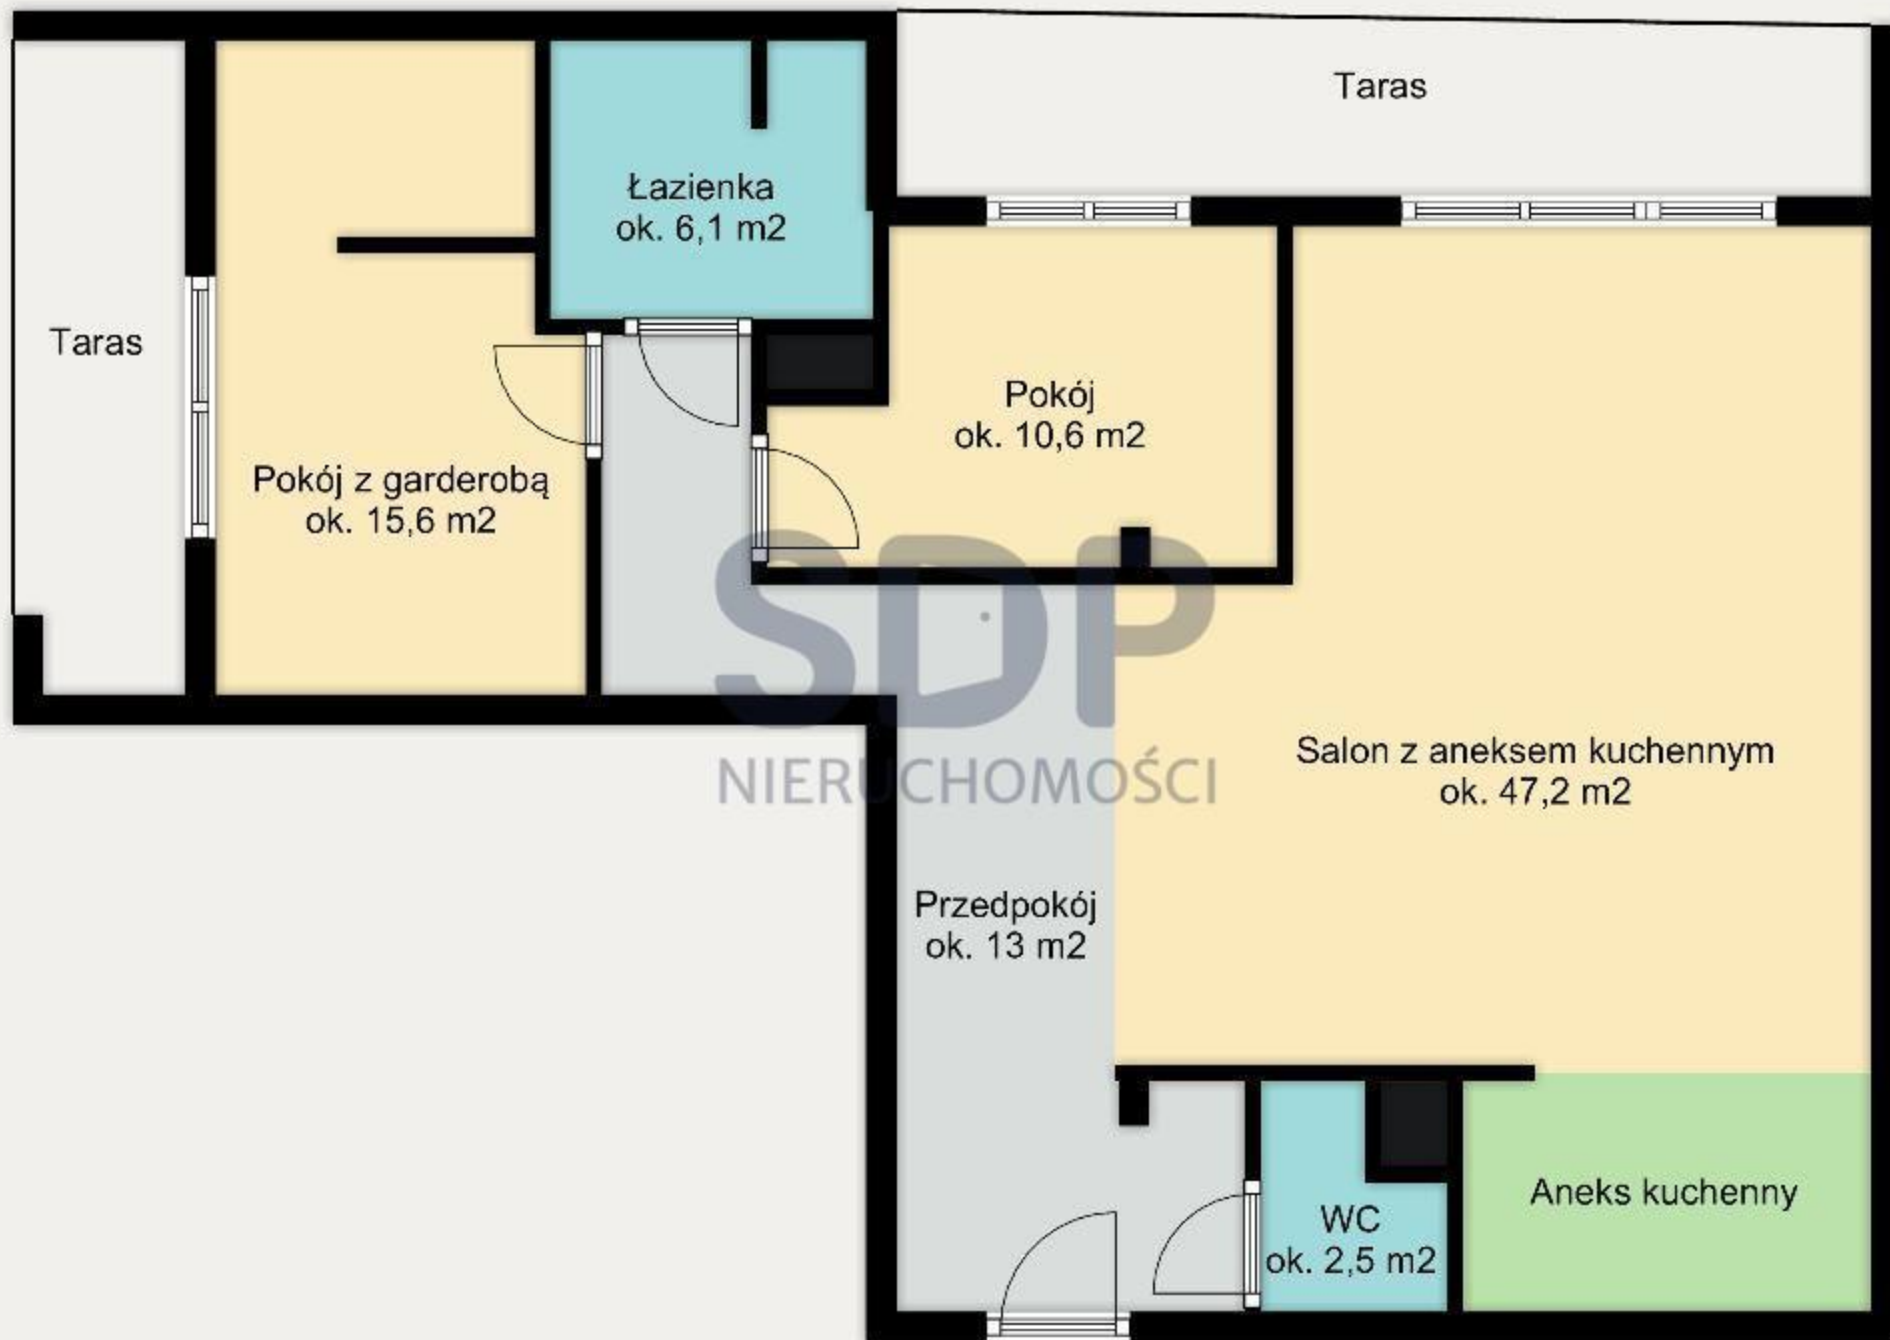 Taras
Łazienka
ok. 6,1 m2
Taras
Pokój
ok. 10,6 m2
Pokój z garderobą
ok. 15,6 m2
SDP
NIERUCHOMOŚCI
Salon z aneksem kuchennym
ok. 47,2 m2
Przedpokój
ok. 13 m2
Aneks kuchenny
WC
ok. 2,5 m2